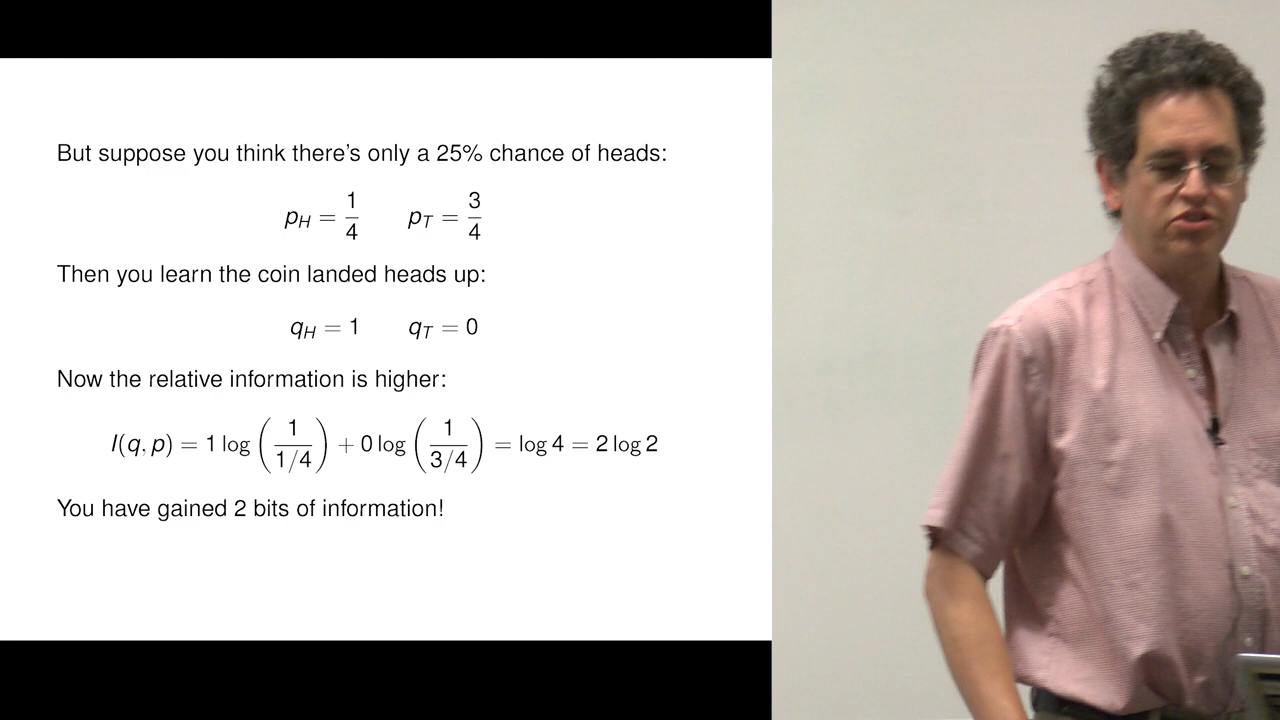 But suppose you think there's only a 25% chance of heads:
p_H = 1/4    p_T = 3/4
Then you learn the coin landed heads up:
q_H = 1    q_T = 0
Now the relative information is higher:
I(q, p) = 1 log (1/(1/4)) + 0 log (1/(3/4)) = log 4 = 2 log 2
You have gained 2 bits of information!